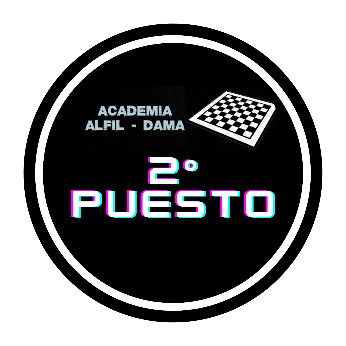 ACADEMIA
ALFIL - DAMA
2°
PUESTO